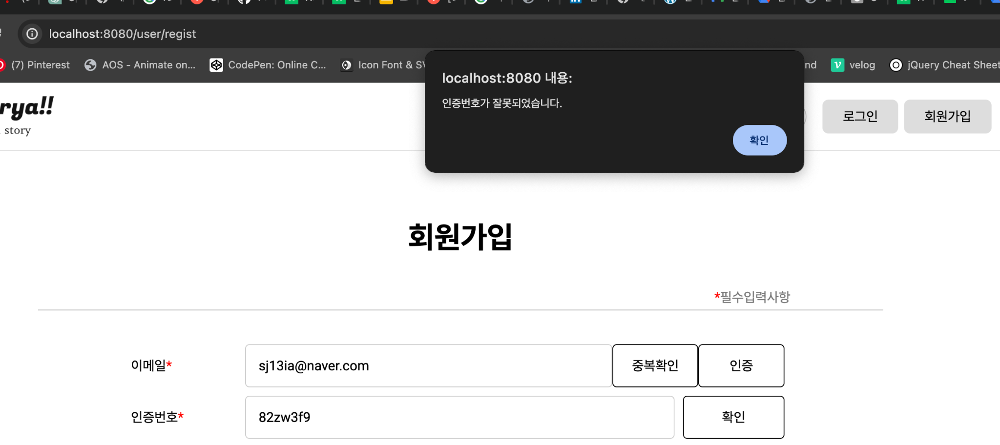 localhost:8080/user/regist
(7) Pinterest
AOS - Animate on...
CodePen: Online C...
Icon Font & SV
nd
velog
jQuery Cheat Sheet
localhost:8080 내용:
인증번호가 잘못되었습니다.
확인
rya!!
story
로그인
회원가입
회원가입
*필수입력사항
이메일*
sj13ia@naver.com
중복확인
인증
인증번호*
82zw3f9
확인